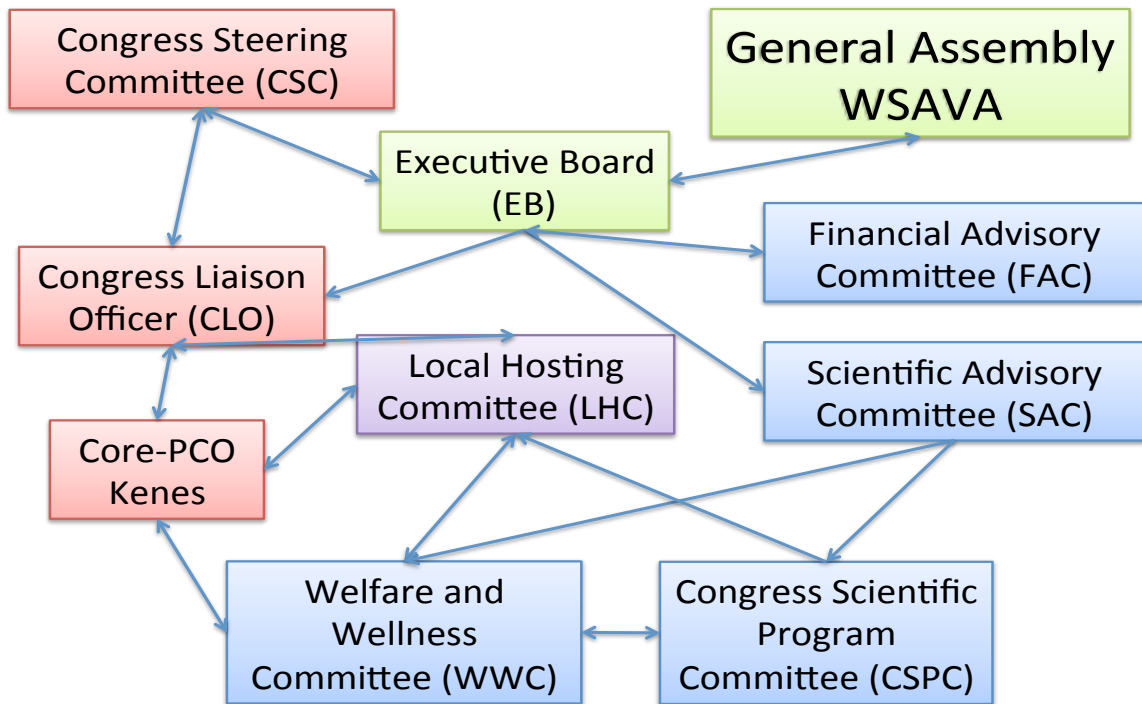 Congress Steering
Committee (CSC)
General Assembly
WSAVA
Executive Board
(EB)
Financial Advisory
Committee (FAC)
Congress Liaison
Officer (CLO)
Local Hosting
Committee (LHC)
Scientific Advisory
Committee (SAC)
Core-PCO
Kenes
Welfare and
Wellness
Committee (WWC)
Congress Scientific
Program
Committee (CSPC)